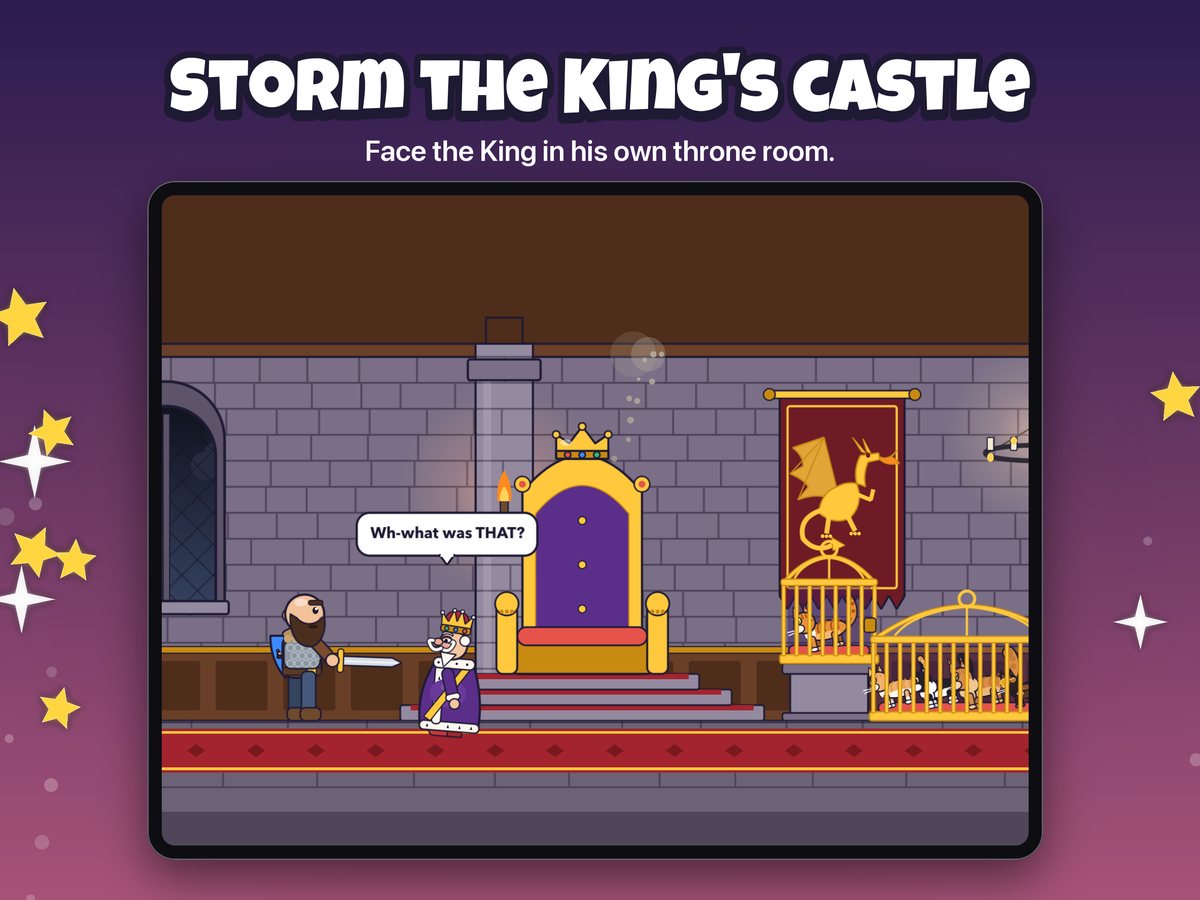 STORM THE KING'S CASTLE
Face the King in his own throne room.
Wh-what was THAT?